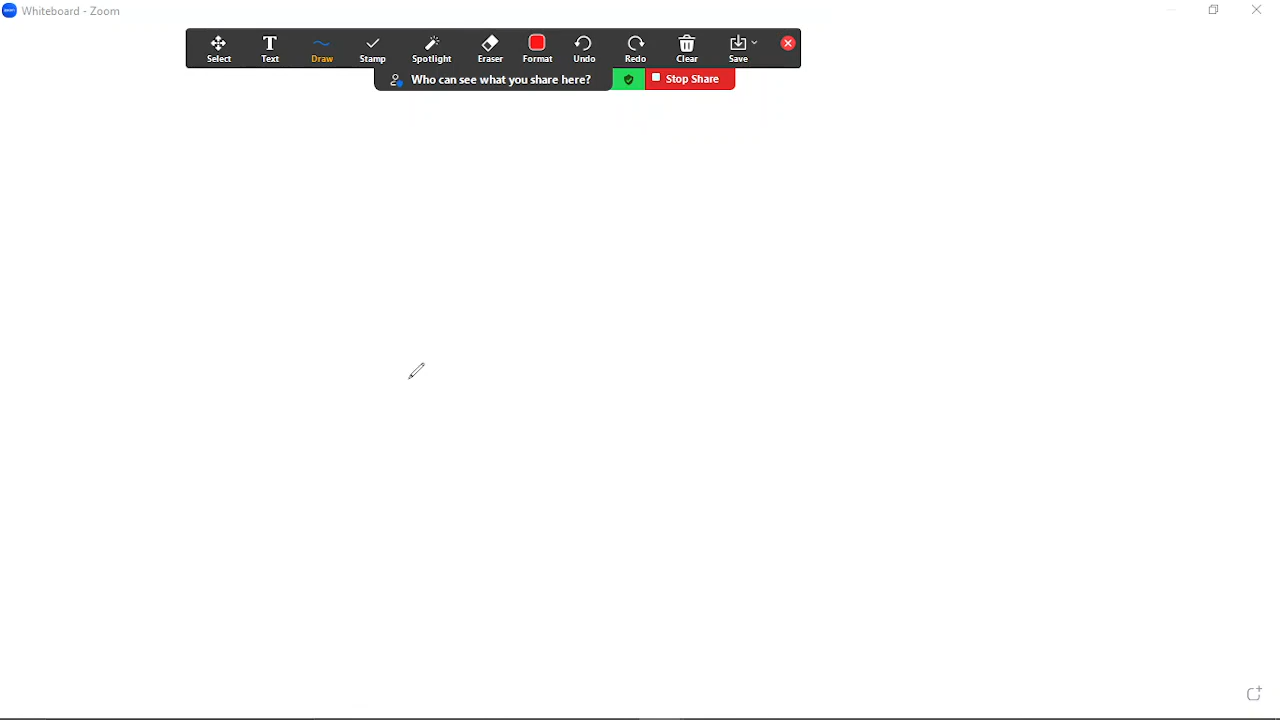 Whiteboard - Zoom
Select Text Draw Stamp Spotlight Eraser Format Undo Redo Clear Save
Who can see what you share here? Stop Share